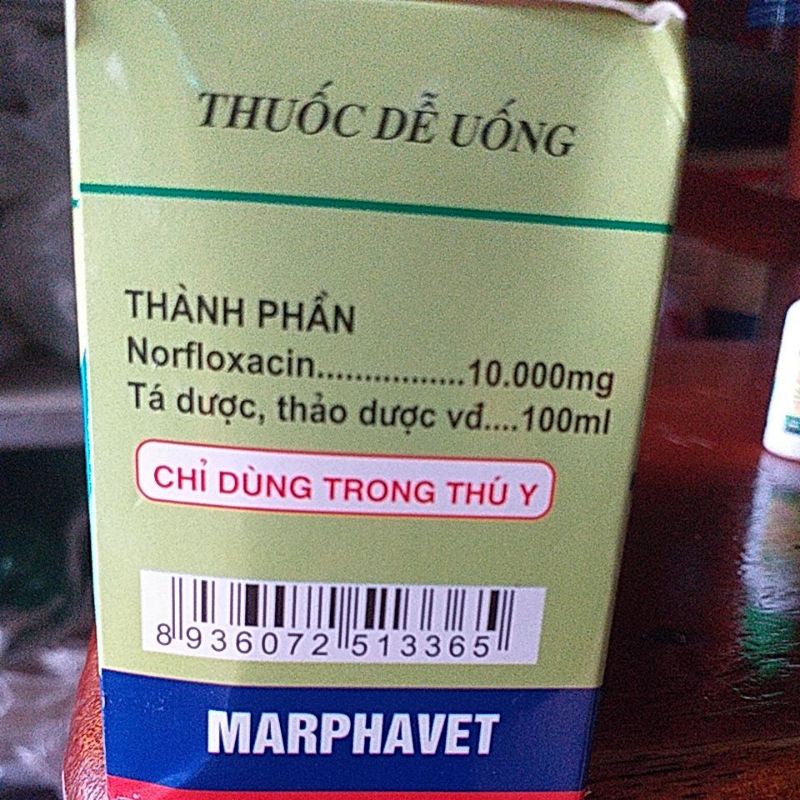 THUỐC DỄ UỐNG
THÀNH PHẦN
Norfloxacin................10.000mg
Tá dược, thảo dược vđ....100ml
CHỈ DÙNG TRONG THÚ Y
8 936072 513365
MARPHAVET